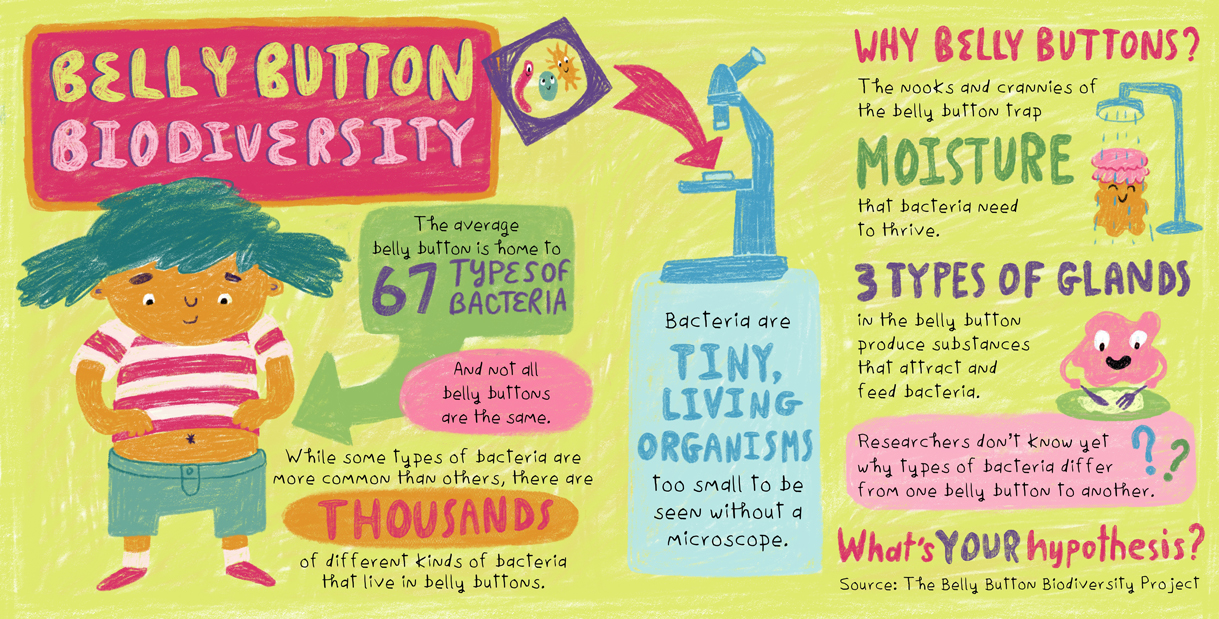 BELLY BUTTON
BIODIVERSITY
The average
belly button is home to
67 TYPES OF
BACTERIA
And not all
belly buttons
are the same.
While some types of bacteria are
more common than others, there are
THOUSANDS
of different kinds of bacteria
that live in belly buttons.
Bacteria are
TINY,
LIVING
ORGANISMS
too small to be
seen without a
microscope.
WHY BELLY BUTTONS?
The nooks and crannies of
the belly button trap
MOISTURE
that bacteria need
to thrive.
3 TYPES OF GLANDS
in the belly button
produce substances
that attract and
feed bacteria.
Researchers don't know yet
why types of bacteria differ
from one belly button to another.
? ?
What's YOUR hypothesis?
Source: The Belly Button Biodiversity Project